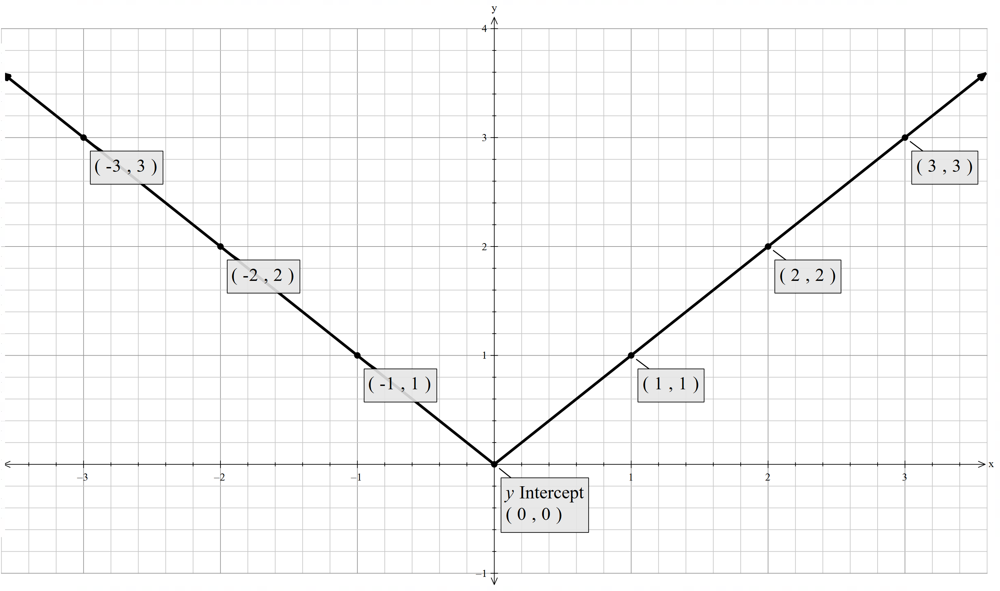 y
4
3
( -3 , 3 )
( 3 , 3 )
2
( -2 , 2 )
( 2 , 2 )
1
( -1 , 1 )
( 1 , 1 )
x
–3
–2
–1
1
2
3
y Intercept
( 0 , 0 )
–1